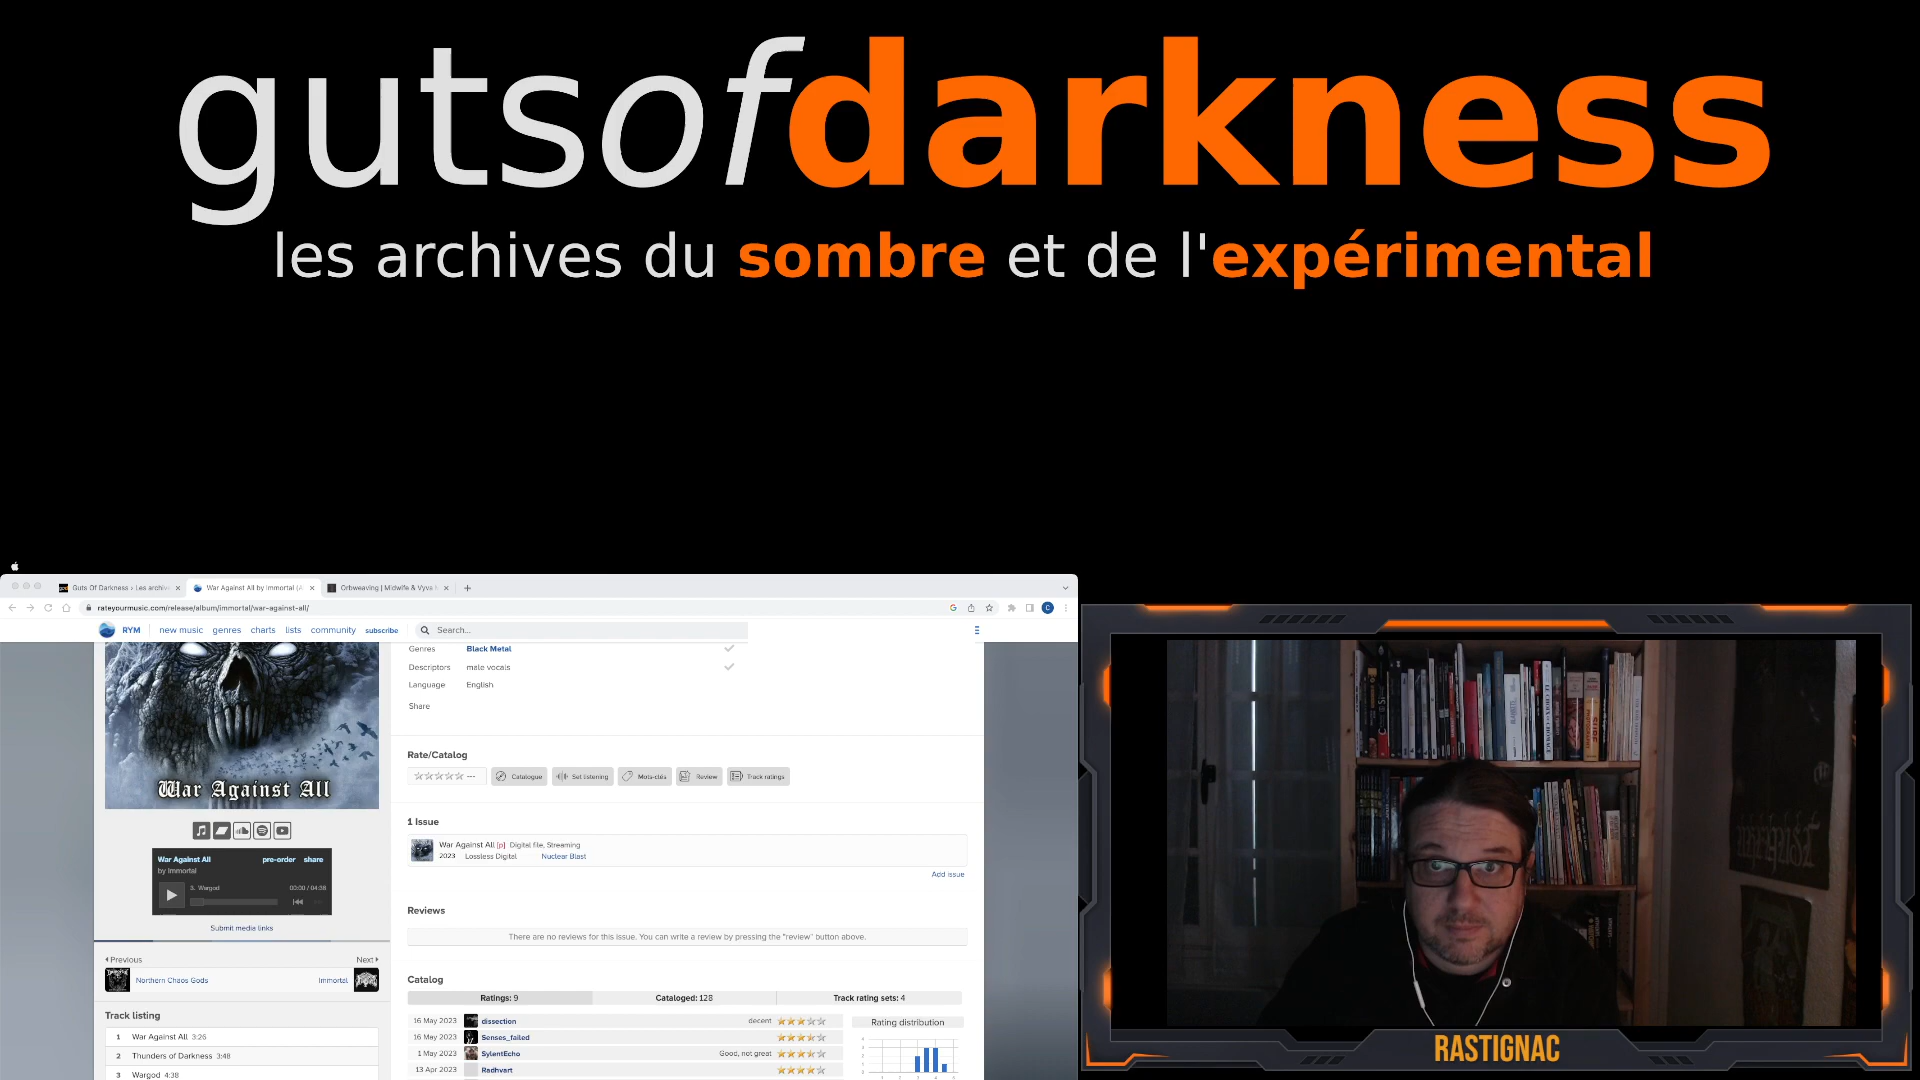 gutsofdarkness
les archives du sombre et de l'expérimental
Guts Of Darkness › Les archiv
War Against All by Immortal (A
Orbweaving | Midwife & Vyva
rateyourmusic.com/release/album/immortal/war-against-all/
RYM
new music
genres
charts
lists
community
subscribe
Search...
War Against All
War Against All
pre-order
share
by Immortal
3. Wargod
00:00 / 04:38
Submit media links
Previous
Next
Northern Chaos Gods
Immortal
Track listing
1 War Against All 3:26
2 Thunders of Darkness 3:48
3 Wargod 4:38
Genres Black Metal
Descriptors male vocals
Language English
Share
Rate/Catalog
Catalogue
Set listening
Mots-clés
Review
Track ratings
1 Issue
War Against All [p] Digital file, Streaming
2023 Lossless Digital Nuclear Blast
Add issue
Reviews
There are no reviews for this issue. You can write a review by pressing the "review" button above.
Catalog
Ratings: 9
Cataloged: 128
Track rating sets: 4
16 May 2023 dissection decent
16 May 2023 Senses_failed
1 May 2023 SylentEcho Good, not great
13 Apr 2023 Radhvart
Rating distribution
RASTIGNAC